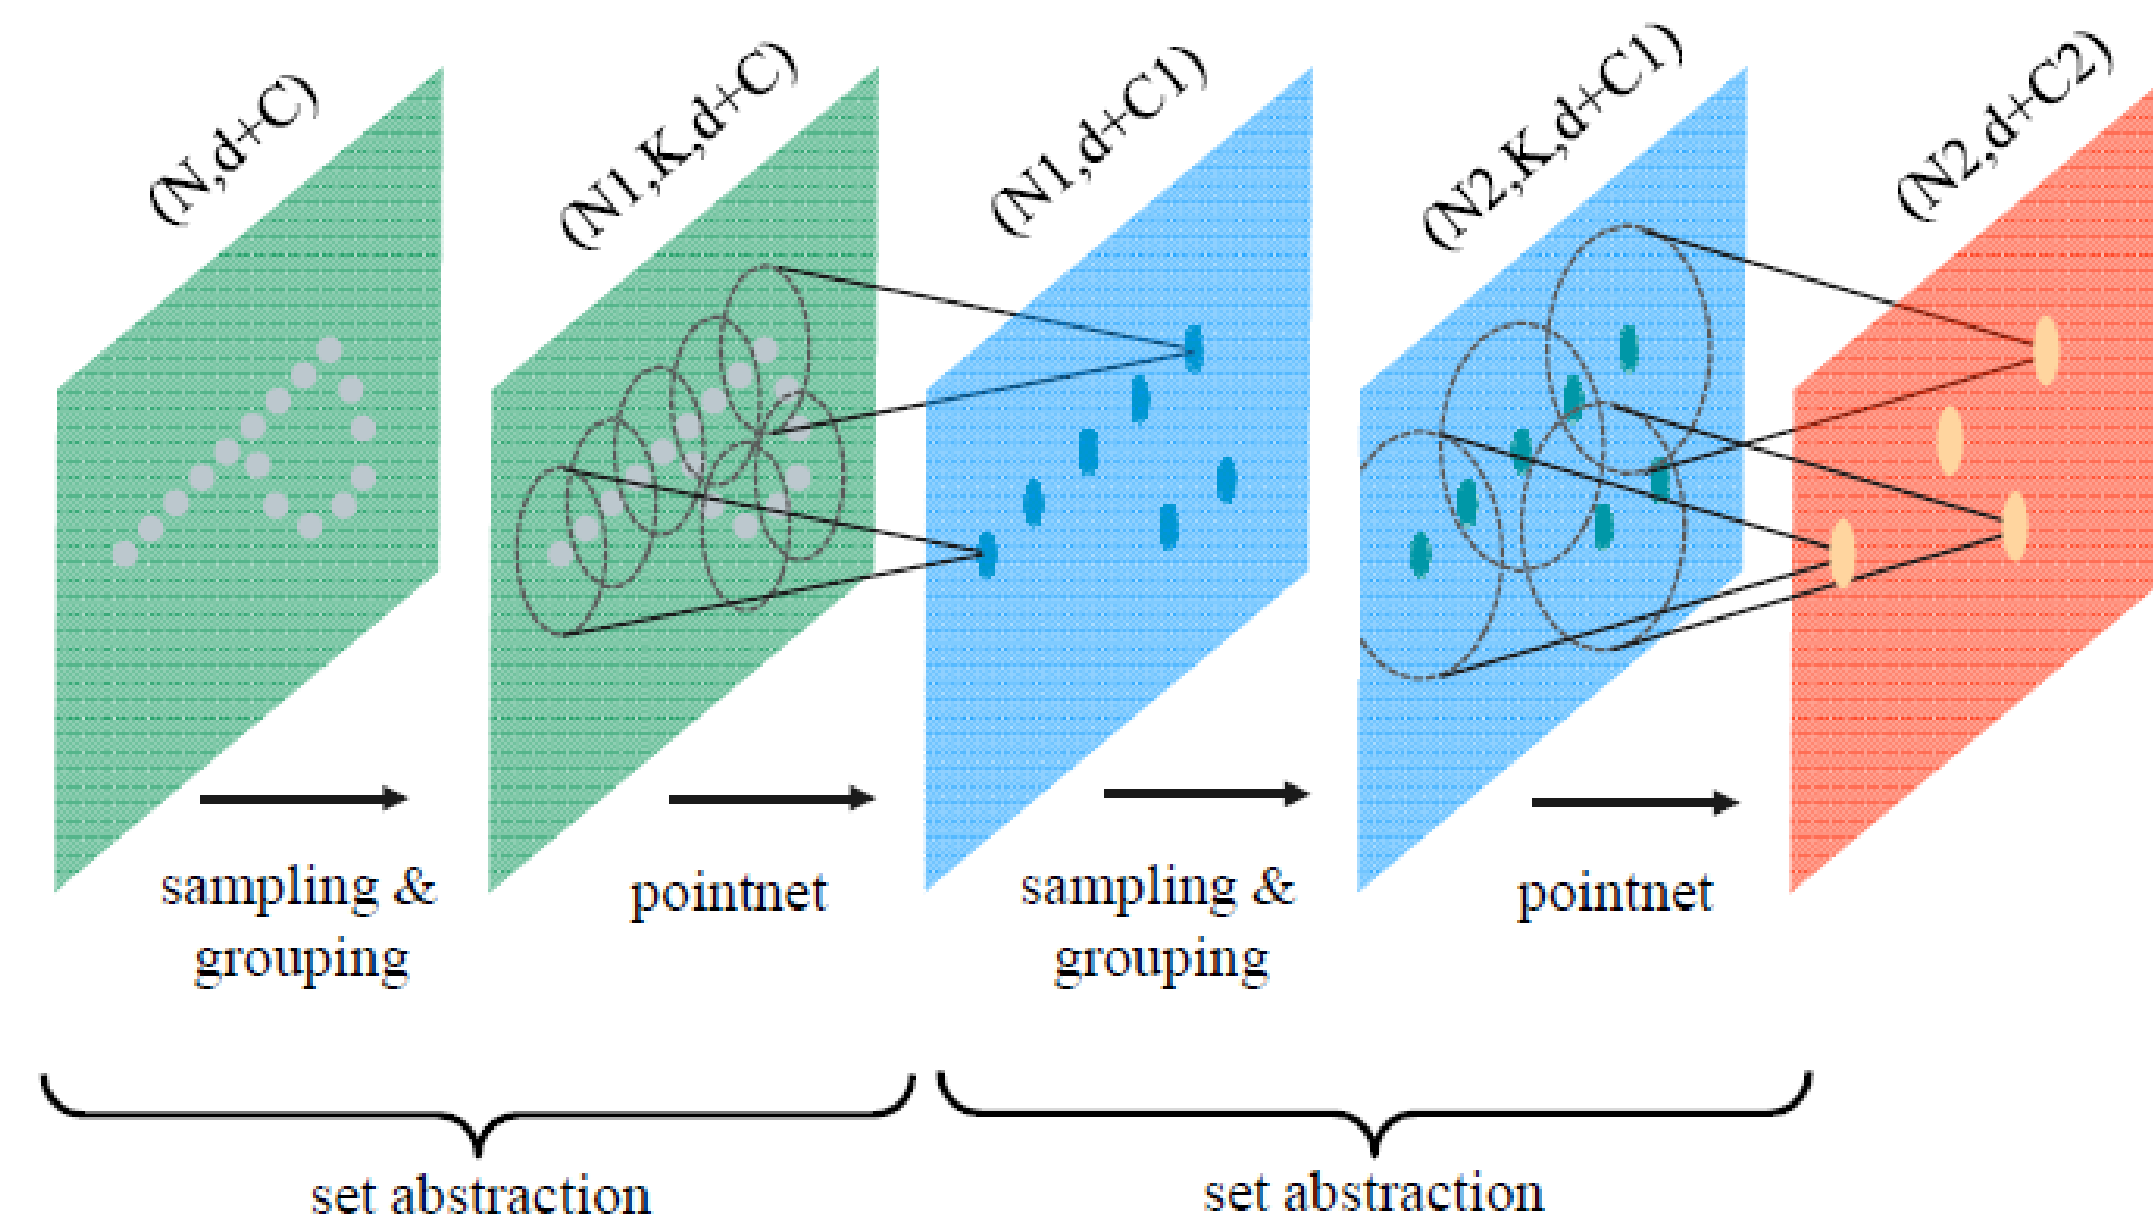 (N,d+C)
(N1,K,d+C)
(N1,d+C1)
(N2,K,d+C1)
(N2,d+C2)
sampling &
grouping
pointnet
sampling &
grouping
pointnet
set abstraction
set abstraction